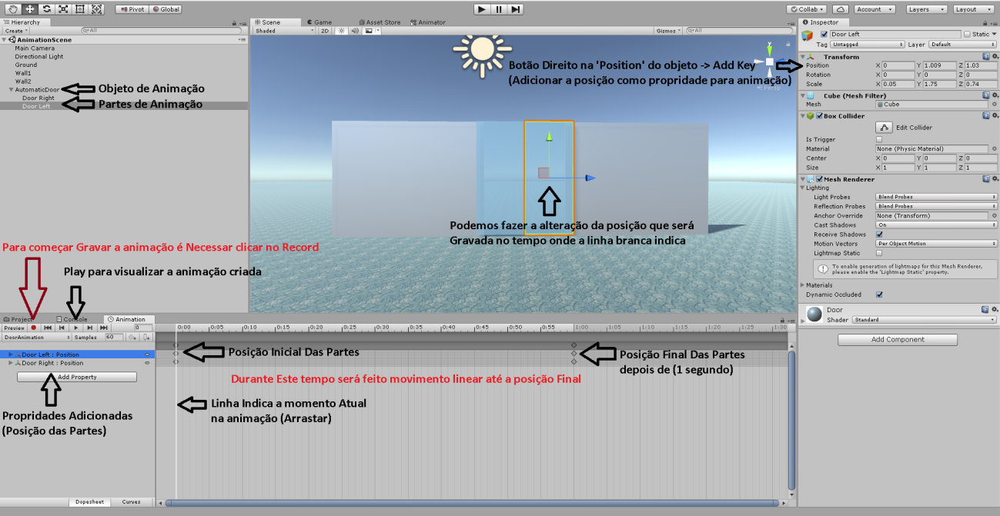 Pivot Global
Collab Account Layers Layout
Hierarchy
Create All
AnimationScene
Main Camera
Directional Light
Ground
Wall1
Wall2
AutomaticDoor
Door Right
Door Left
Objeto de Animação
Partes de Animação
Scene Game Asset Store Animator
Shaded 2D Gizmos All
y
Persp
Botão Direito na 'Position' do objeto -> Add Key
(Adicionar a posição como propridade para animação)
Podemos fazer a alteração da posição que será
Gravada no tempo onde a linha branca indica
Para começar Gravar a animação é Necessar clicar no Record
Play para visualizar a animação criada
Inspector
Door Left Static
Tag Untagged Layer Default
Transform
Position X 0 Y 1.009 Z 1.03
Rotation X 0 Y 0 Z 0
Scale X 0.05 Y 1.75 Z 0.74
Cube (Mesh Filter)
Mesh Cube
Box Collider
Edit Collider
Is Trigger
Material None (Physic Material)
Center X 0 Y 0 Z 0
Size X 1 Y 1 Z 1
Mesh Renderer
Lighting
Light Probes Blend Probes
Reflection Probes Blend Probes
Anchor Override None (Transform)
Cast Shadows On
Receive Shadows
Motion Vectors Per Object Motion
Lightmap Static
To enable generation of lightmaps for this Mesh Renderer,
please enable the 'Lightmap Static' property.
Materials
Dynamic Occluded
Door
Shader Standard
Add Component
Project Console Animation
Preview 0
DoorAnimation Samples 60
0:00 0:05 0:10 0:15 0:20 0:25 0:30 0:35 0:40 0:45 0:50 0:55 1:00 1:05 1:10 1:15 1:20 1:25 1:30
Door Left : Position
Door Right : Position
Add Property
Posição Inicial Das Partes
Posição Final Das Partes
depois de (1 segundo)
Durante Este tempo será feito movimento linear até a posição Final
Linha Indica a momento Atual
na animação (Arrastar)
Propridades Adicionadas
(Posição das Partes)
Dopesheet Curves